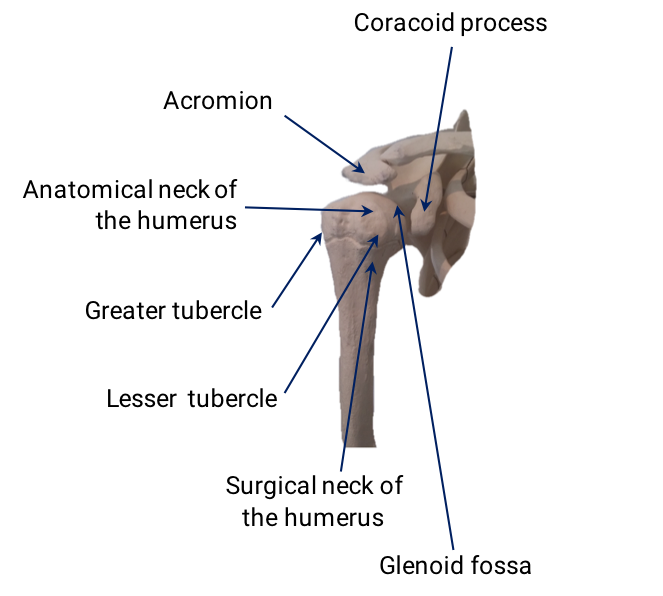 Coracoid process
Acromion
Anatomical neck of
the humerus
Greater tubercle
Lesser tubercle
Surgical neck of
the humerus
Glenoid fossa